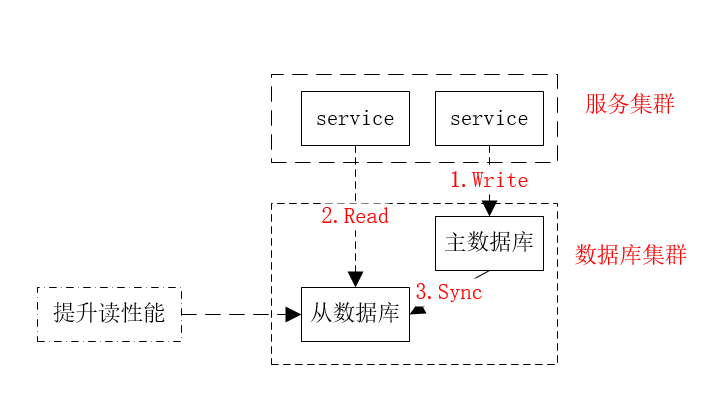 service
service
服务集群
1.Write
2.Read
主数据库
数据库集群
3.Sync
提升读性能
从数据库